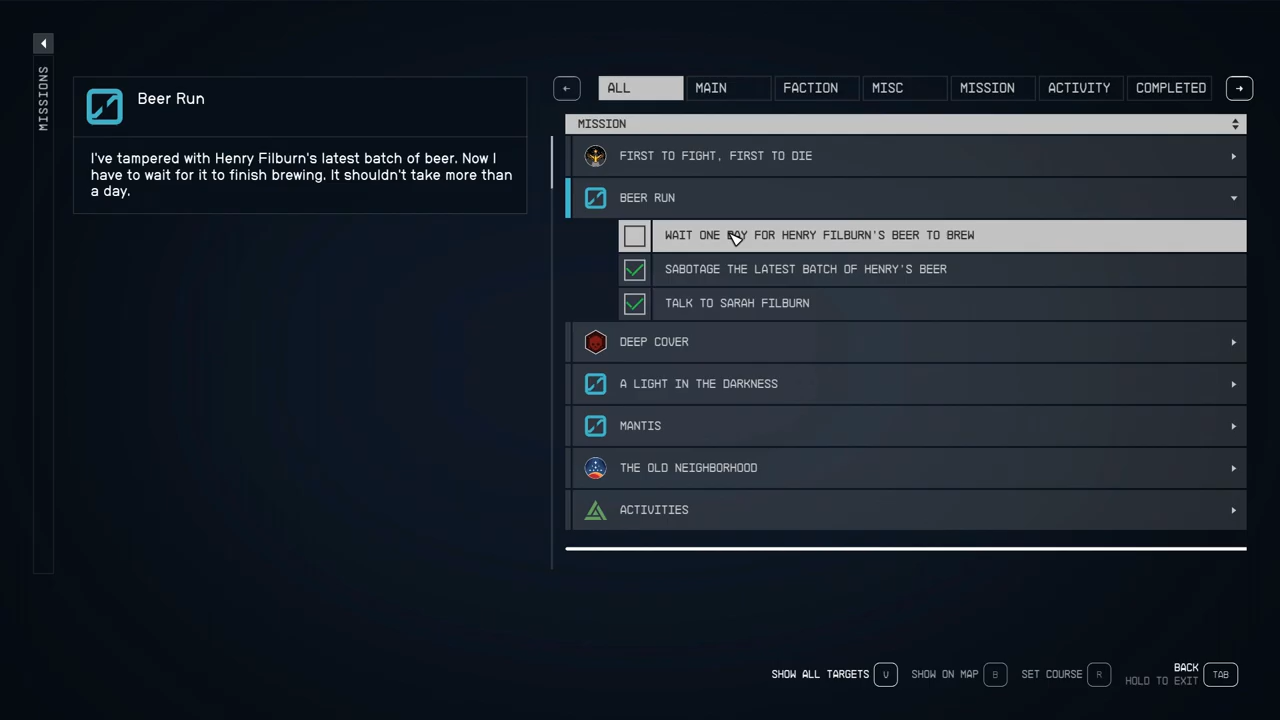 MISSIONS
Beer Run
I've tampered with Henry Filburn's latest batch of beer. Now I
have to wait for it to finish brewing. It shouldn't take more than
a day.
ALL
MAIN
FACTION
MISC
MISSION
ACTIVITY
COMPLETED
MISSION
FIRST TO FIGHT, FIRST TO DIE
BEER RUN
WAIT ONE DAY FOR HENRY FILBURN'S BEER TO BREW
SABOTAGE THE LATEST BATCH OF HENRY'S BEER
TALK TO SARAH FILBURN
DEEP COVER
A LIGHT IN THE DARKNESS
MANTIS
THE OLD NEIGHBORHOOD
ACTIVITIES
SHOW ALL TARGETS V
SHOW ON MAP B
SET COURSE R
BACK
HOLD TO EXIT
TAB